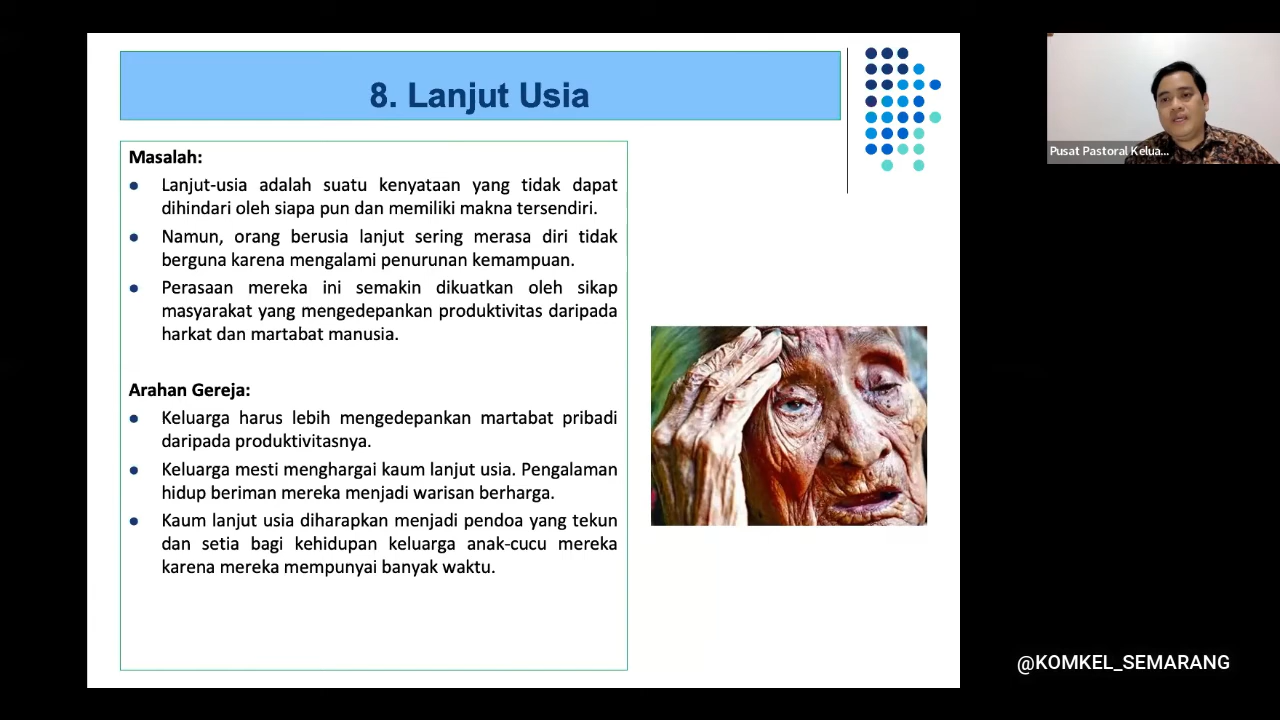 8. Lanjut Usia
Masalah:
● Lanjut-usia adalah suatu kenyataan yang tidak dapat
dihindari oleh siapa pun dan memiliki makna tersendiri.
● Namun, orang berusia lanjut sering merasa diri tidak
berguna karena mengalami penurunan kemampuan.
● Perasaan mereka ini semakin dikuatkan oleh sikap
masyarakat yang mengedepankan produktivitas daripada
harkat dan martabat manusia.
Arahan Gereja:
● Keluarga harus lebih mengedepankan martabat pribadi
daripada produktivitasnya.
● Keluarga mesti menghargai kaum lanjut usia. Pengalaman
hidup beriman mereka menjadi warisan berharga.
● Kaum lanjut usia diharapkan menjadi pendoa yang tekun
dan setia bagi kehidupan keluarga anak-cucu mereka
karena mereka mempunyai banyak waktu.
Pusat Pastoral Kelua...
@KOMKEL_SEMARANG